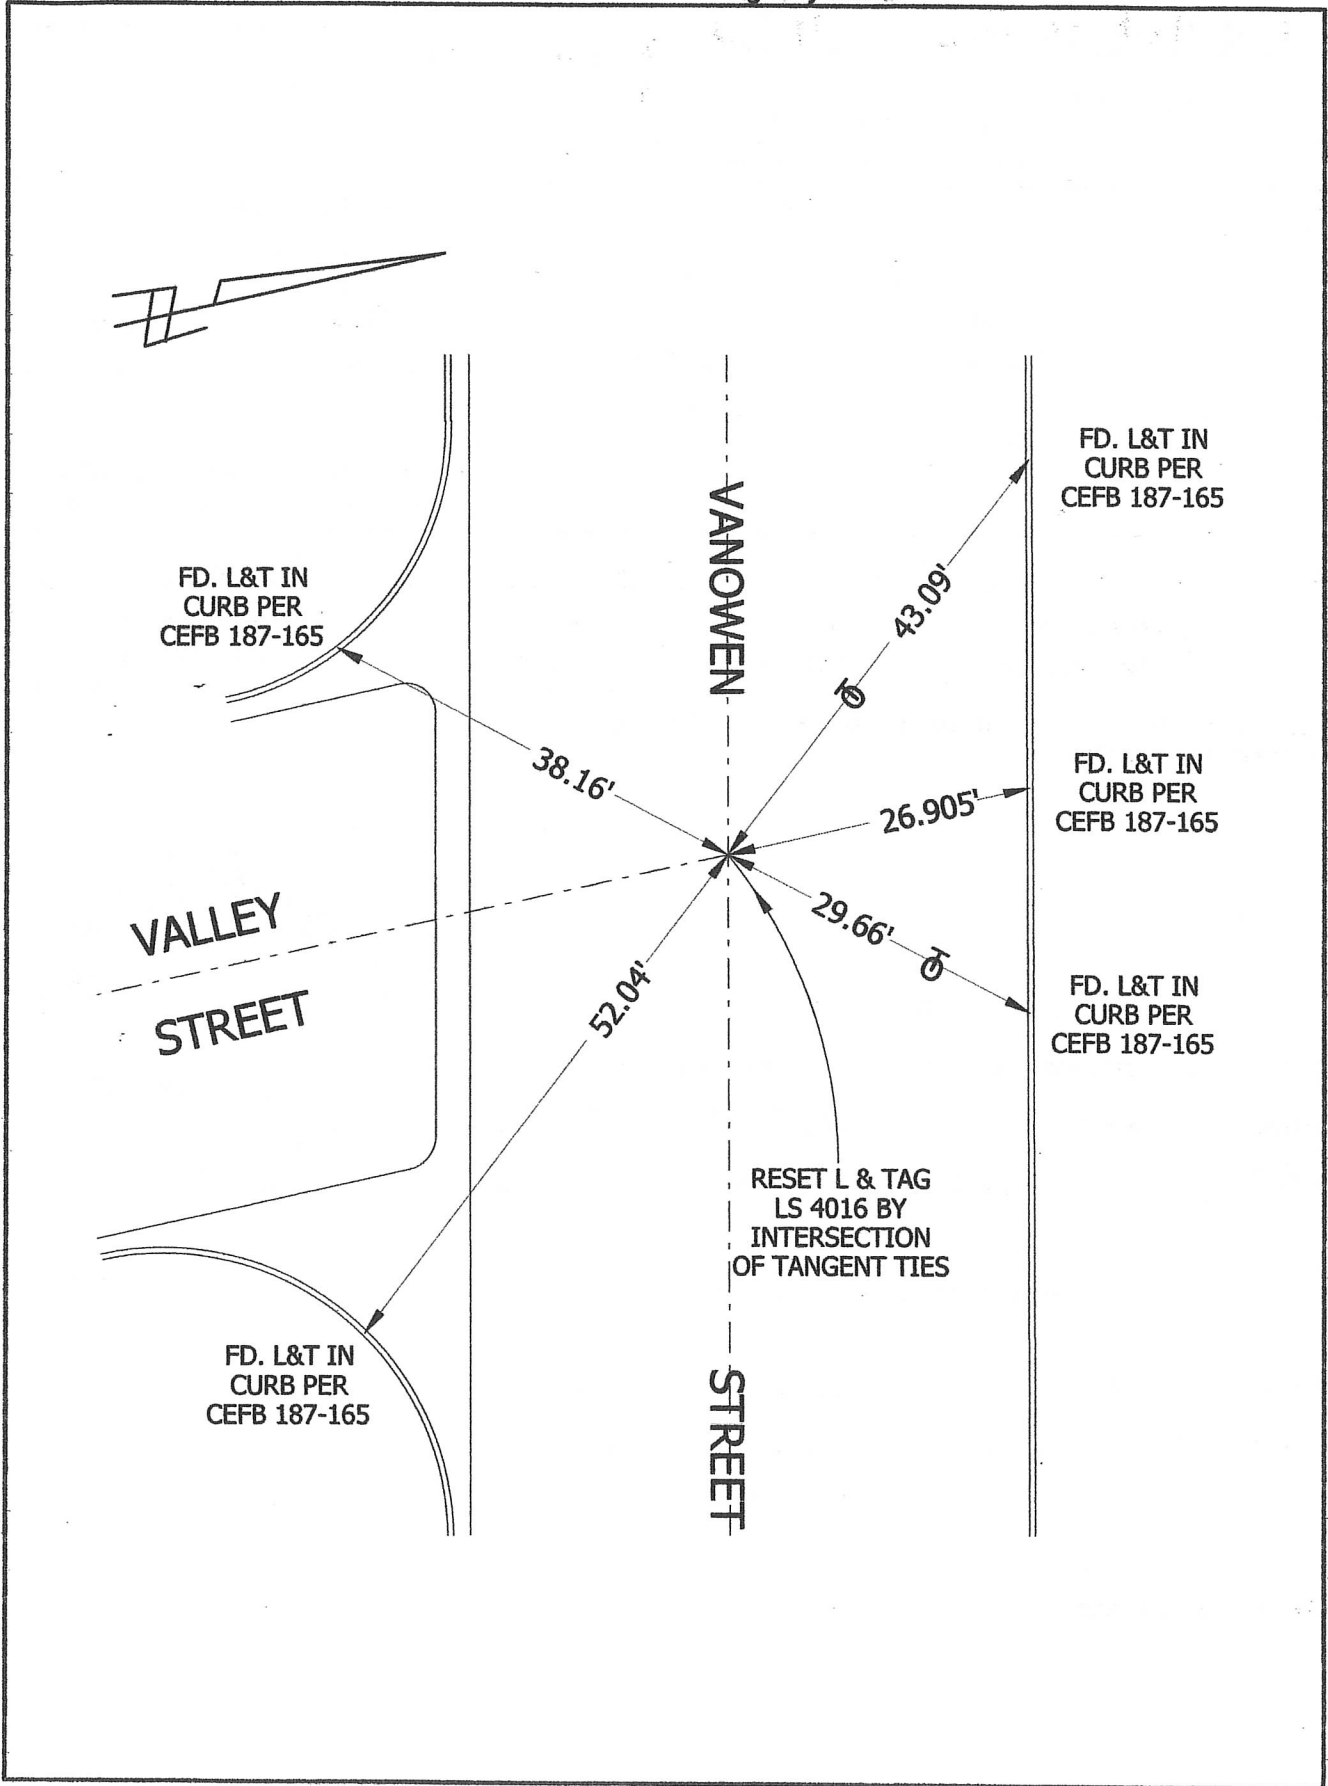 FD. L&T IN
CURB PER
CEFB 187-165
FD. L&T IN
CURB PER
CEFB 187-165
VANOWEN
43.09'
38.16'
FD. L&T IN
CURB PER
CEFB 187-165
26.905'
29.66'
VALLEY
STREET
52.04'
FD. L&T IN
CURB PER
CEFB 187-165
RESET L & TAG
LS 4016 BY
INTERSECTION
OF TANGENT TIES
FD. L&T IN
CURB PER
CEFB 187-165
STREET